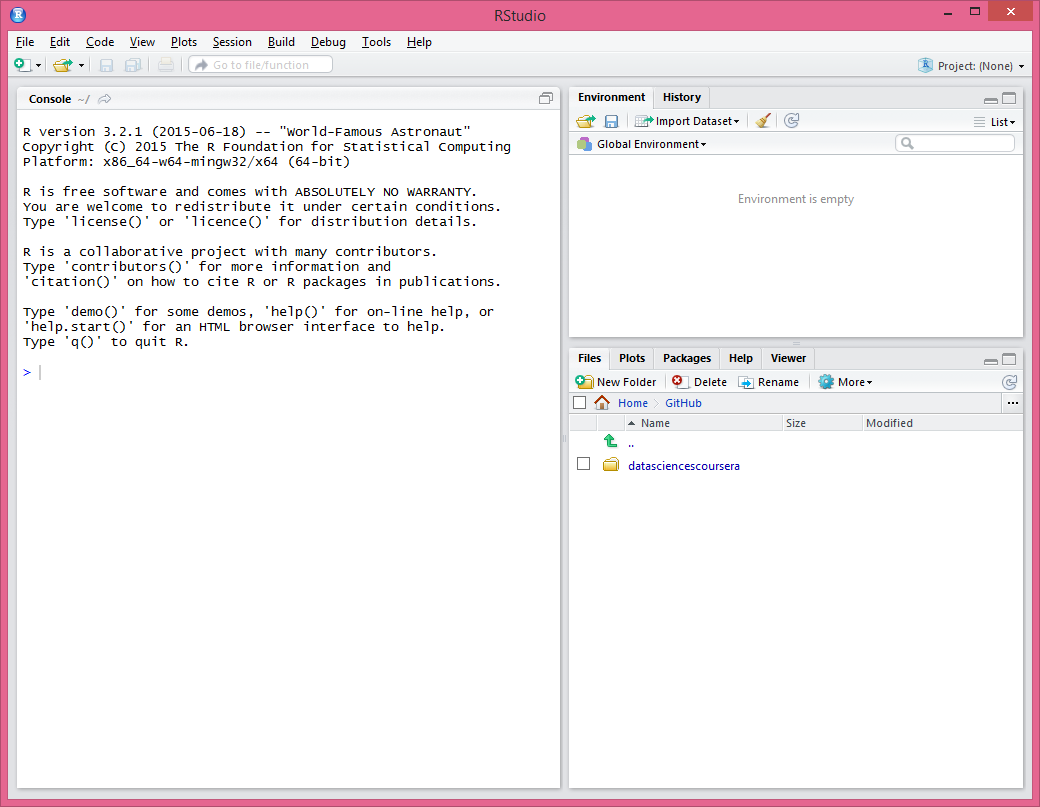 RStudio
File Edit Code View Plots Session Build Debug Tools Help
Go to file/function
Project: (None)
Console ~/
R version 3.2.1 (2015-06-18) -- "World-Famous Astronaut"
Copyright (C) 2015 The R Foundation for Statistical Computing
Platform: x86_64-w64-mingw32/x64 (64-bit)
R is free software and comes with ABSOLUTELY NO WARRANTY.
You are welcome to redistribute it under certain conditions.
Type 'license()' or 'licence()' for distribution details.
R is a collaborative project with many contributors.
Type 'contributors()' for more information and
'citation()' on how to cite R or R packages in publications.
Type 'demo()' for some demos, 'help()' for on-line help, or
'help.start()' for an HTML browser interface to help.
Type 'q()' to quit R.
>
Environment History
Import Dataset
List
Global Environment
Environment is empty
Files Plots Packages Help Viewer
New Folder Delete Rename More
Home GitHub ...
Name Size Modified
..
datasciencescoursera